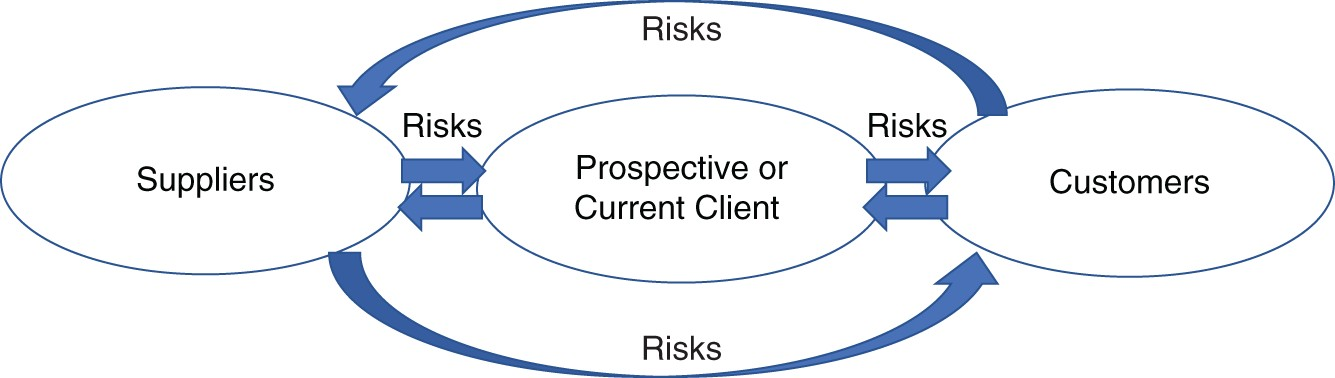 Risks
Risks
Risks
Suppliers
Prospective or
Current Client
Customers
Risks